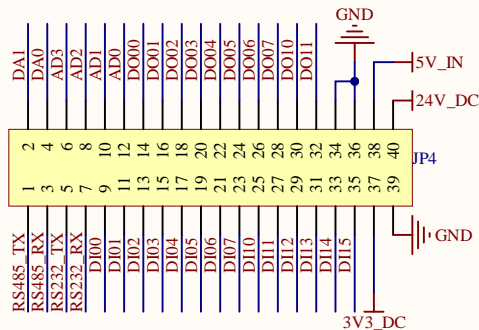 GND
5V_IN
24V_DC
DA1 DA0 AD3 AD2 AD1 AD0 DO00 DO01 DO02 DO03 DO04 DO05 DO06 DO07 DO10 DO11
2 4 6 8 10 12 14 16 18 20 22 24 26 28 30 32 34 36 38 40
JP4
1 3 5 7 9 11 13 15 17 19 21 23 25 27 29 31 33 35 37 39
RS485_TX RS485_RX RS232_TX RS232_RX DI00 DI01 DI02 DI03 DI04 DI05 DI06 DI07 DI10 DI11 DI12 DI13 DI14 DI15
GND
3V3_DC